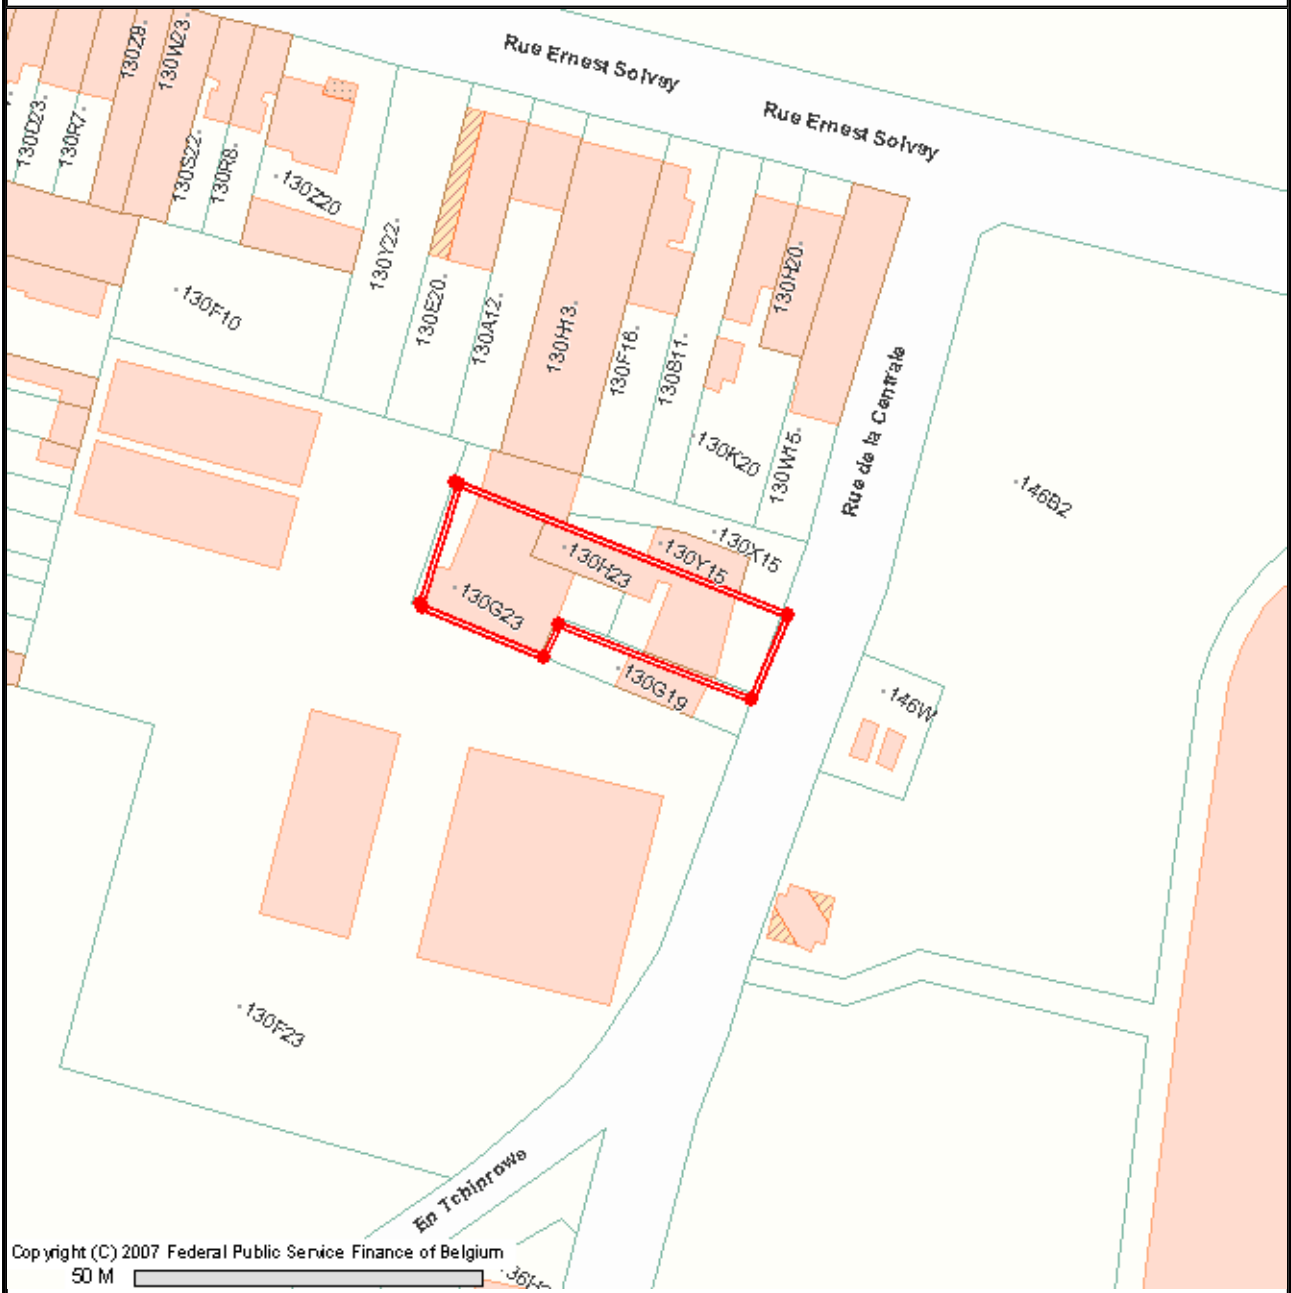 130Z9
130W23
Rue Ernest Solvay
Rue Ernest Solvay
130D23
130R7
130S22
130R8
130Z20
130Y22
130F10
130E20
130A12
130H13
130F16
130B11
130H20
Rue de la Centrale
130K20
130W15
146B2
130X15
130Y15
130H23
130G23
130G19
146W
130F23
En Tchiprowe
Copyright (C) 2007 Federal Public Service Finance of Belgium
50 M